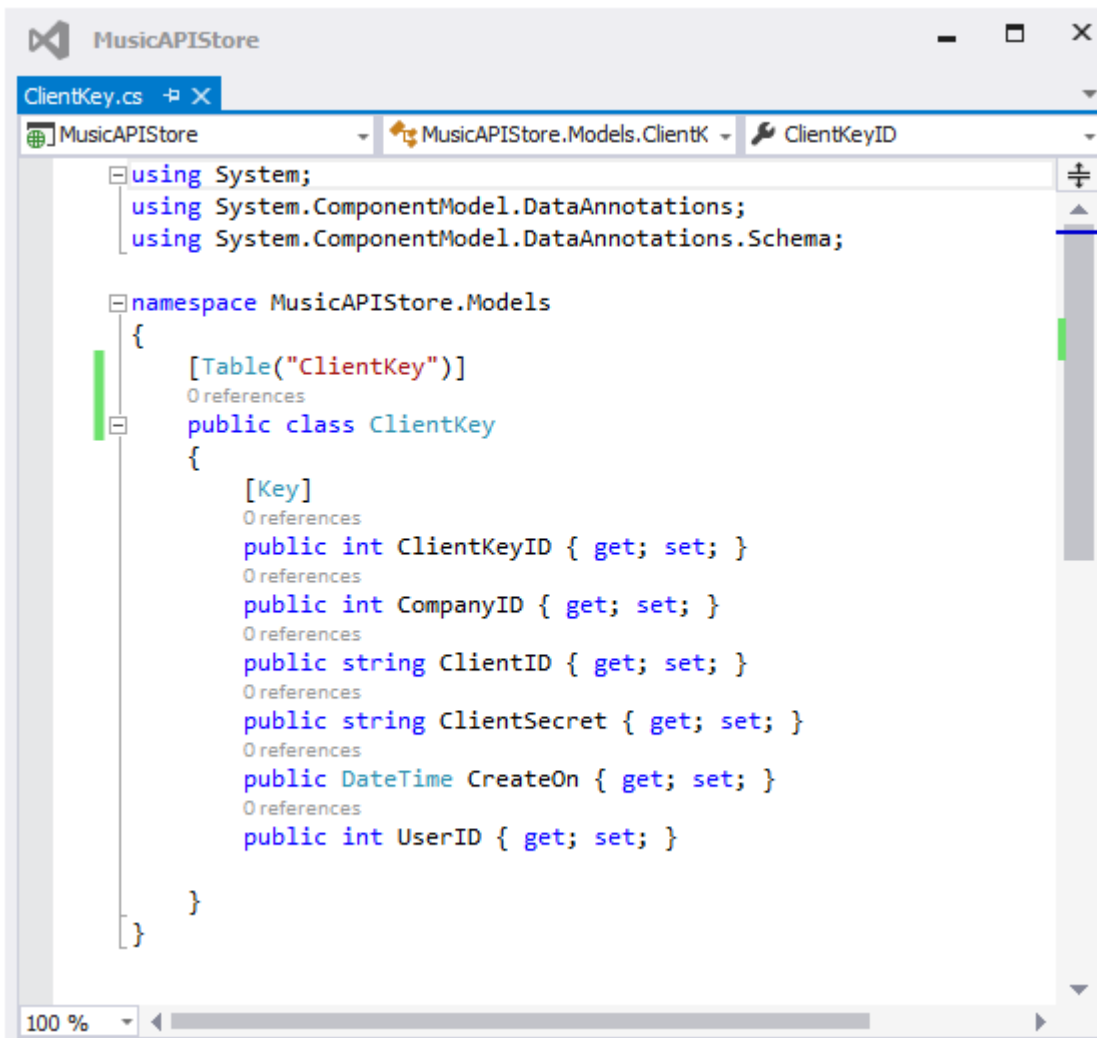 MusicAPIStore
ClientKey.cs
MusicAPIStore MusicAPIStore.Models.ClientK ClientKeyID
using System;
using System.ComponentModel.DataAnnotations;
using System.ComponentModel.DataAnnotations.Schema;
namespace MusicAPIStore.Models
{
[Table("ClientKey")]
0 references
public class ClientKey
{
[Key]
0 references
public int ClientKeyID { get; set; }
0 references
public int CompanyID { get; set; }
0 references
public string ClientID { get; set; }
0 references
public string ClientSecret { get; set; }
0 references
public DateTime CreateOn { get; set; }
0 references
public int UserID { get; set; }
}
}
100 %